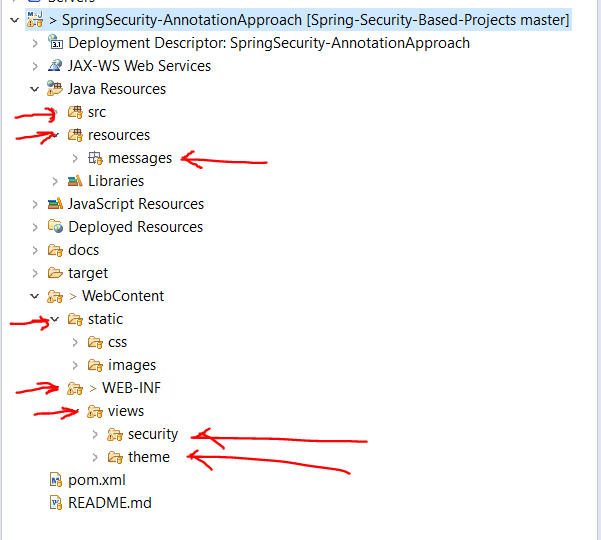 > SpringSecurity-AnnotationApproach [Spring-Security-Based-Projects master]
Deployment Descriptor: SpringSecurity-AnnotationApproach
JAX-WS Web Services
Java Resources
src
resources
messages
Libraries
JavaScript Resources
Deployed Resources
docs
target
> WebContent
static
css
images
> WEB-INF
views
security
theme
pom.xml
README.md